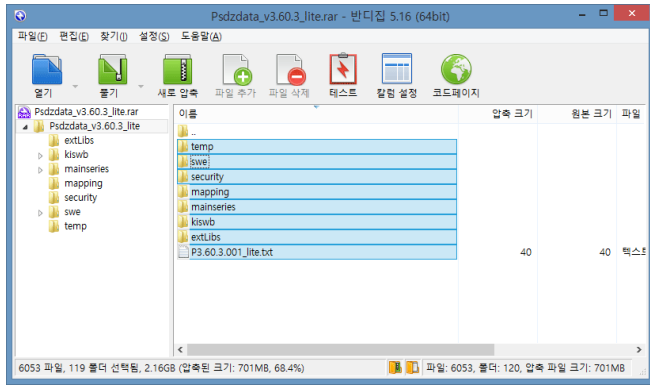 Psdzdata_v3.60.3_lite.rar - 반디집 5.16 (64bit)
파일(F) 편집(E) 찾기(I) 설정(S) 도움말(A)
열기 풀기 새로 압축 파일 추가 파일 삭제 테스트 칼럼 설정 코드페이지
Psdzdata_v3.60.3_lite.rar
Psdzdata_v3.60.3_lite
extLibs
kiswb
mainseries
mapping
security
swe
temp
이름 압축 크기 원본 크기 파일
..
temp
swe
security
mapping
mainseries
kiswb
extLibs
P3.60.3.001_lite.txt 40 40 텍스트
6053 파일, 119 폴더 선택됨, 2.16GB (압축된 크기: 701MB, 68.4%) 파일: 6053, 폴더: 120, 압축 파일 크기: 701MB